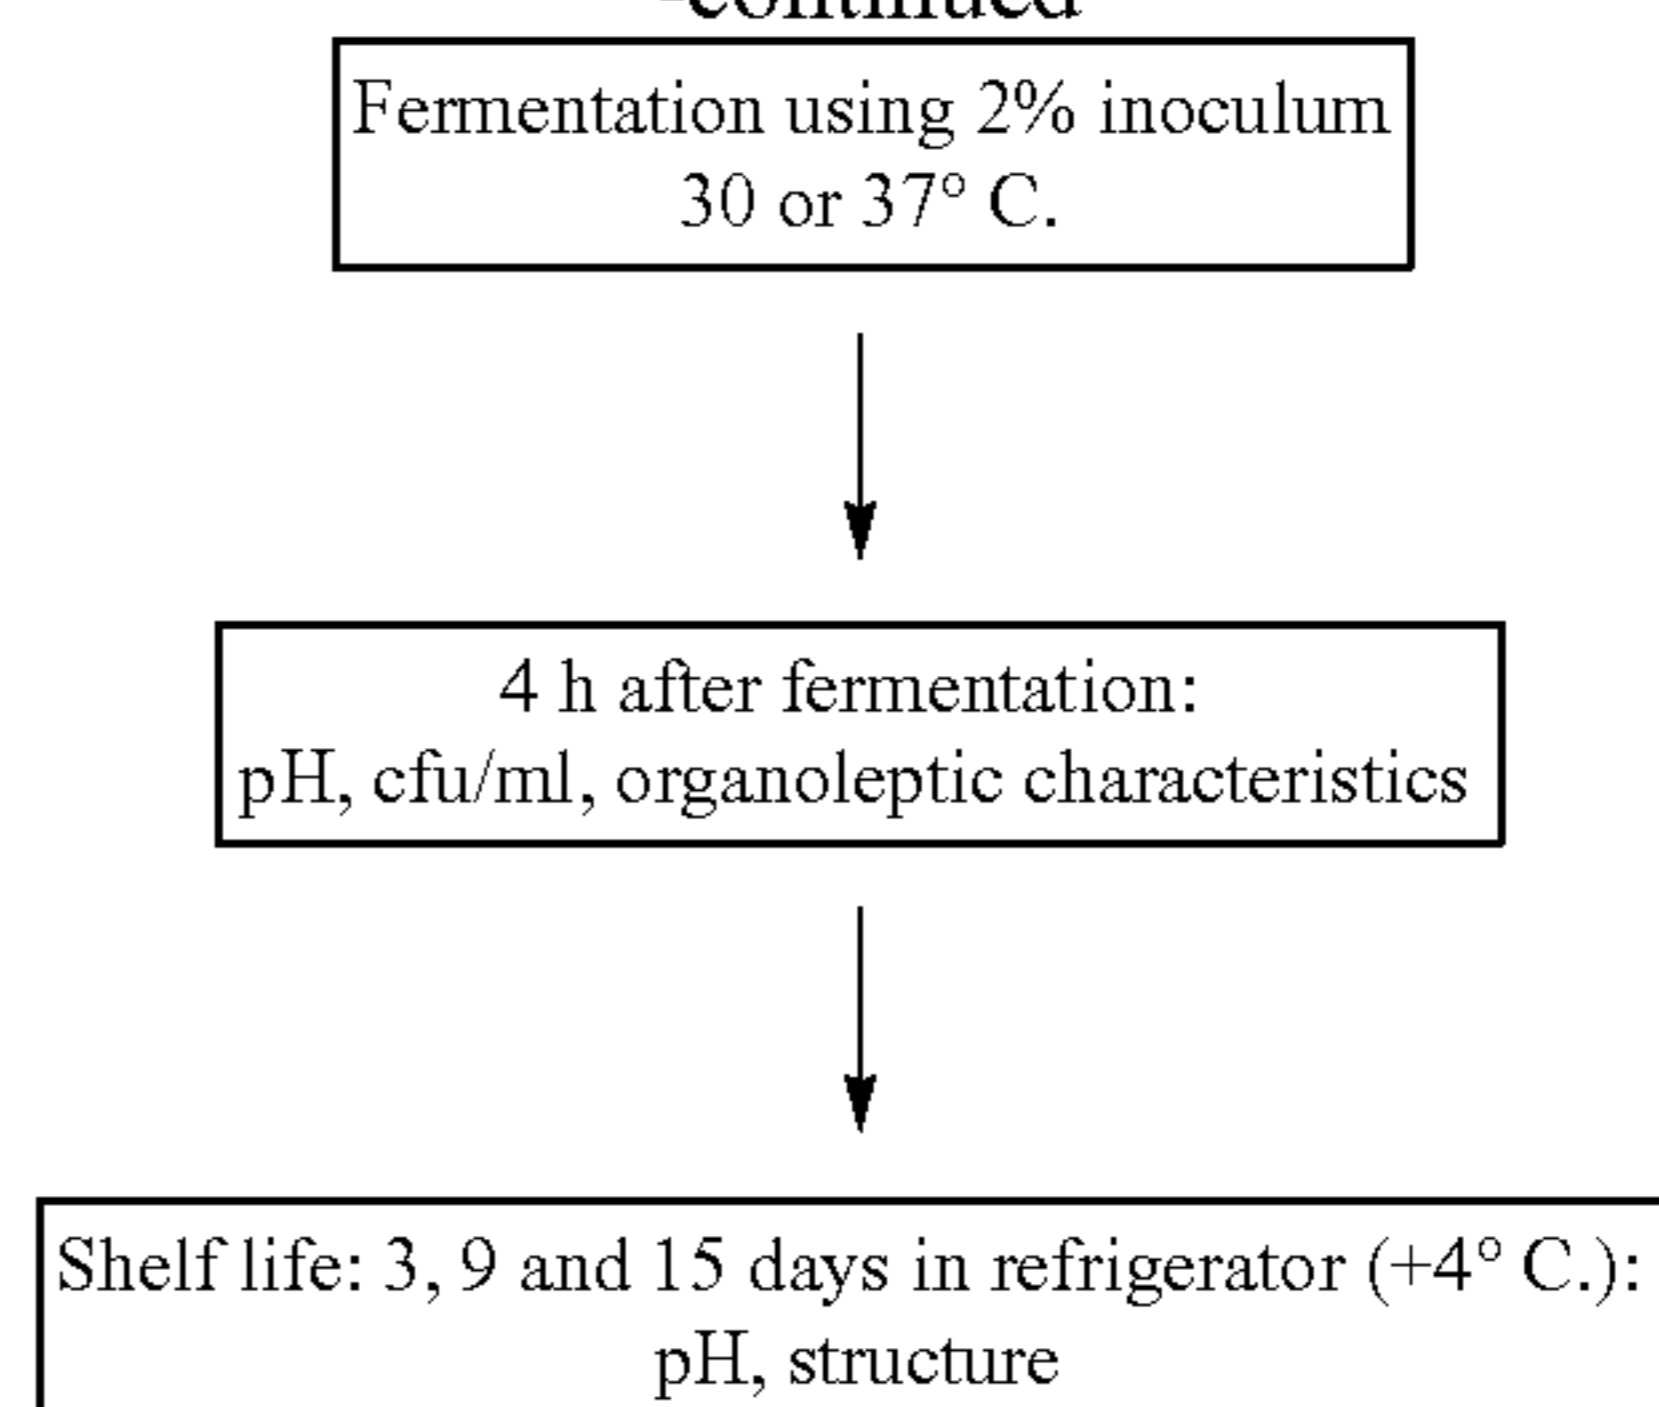 -continued
Fermentation using 2% inoculum
30 or 37° C.
4 h after fermentation:
pH, cfu/ml, organoleptic characteristics
Shelf life: 3, 9 and 15 days in refrigerator (+4° C.):
pH, structure